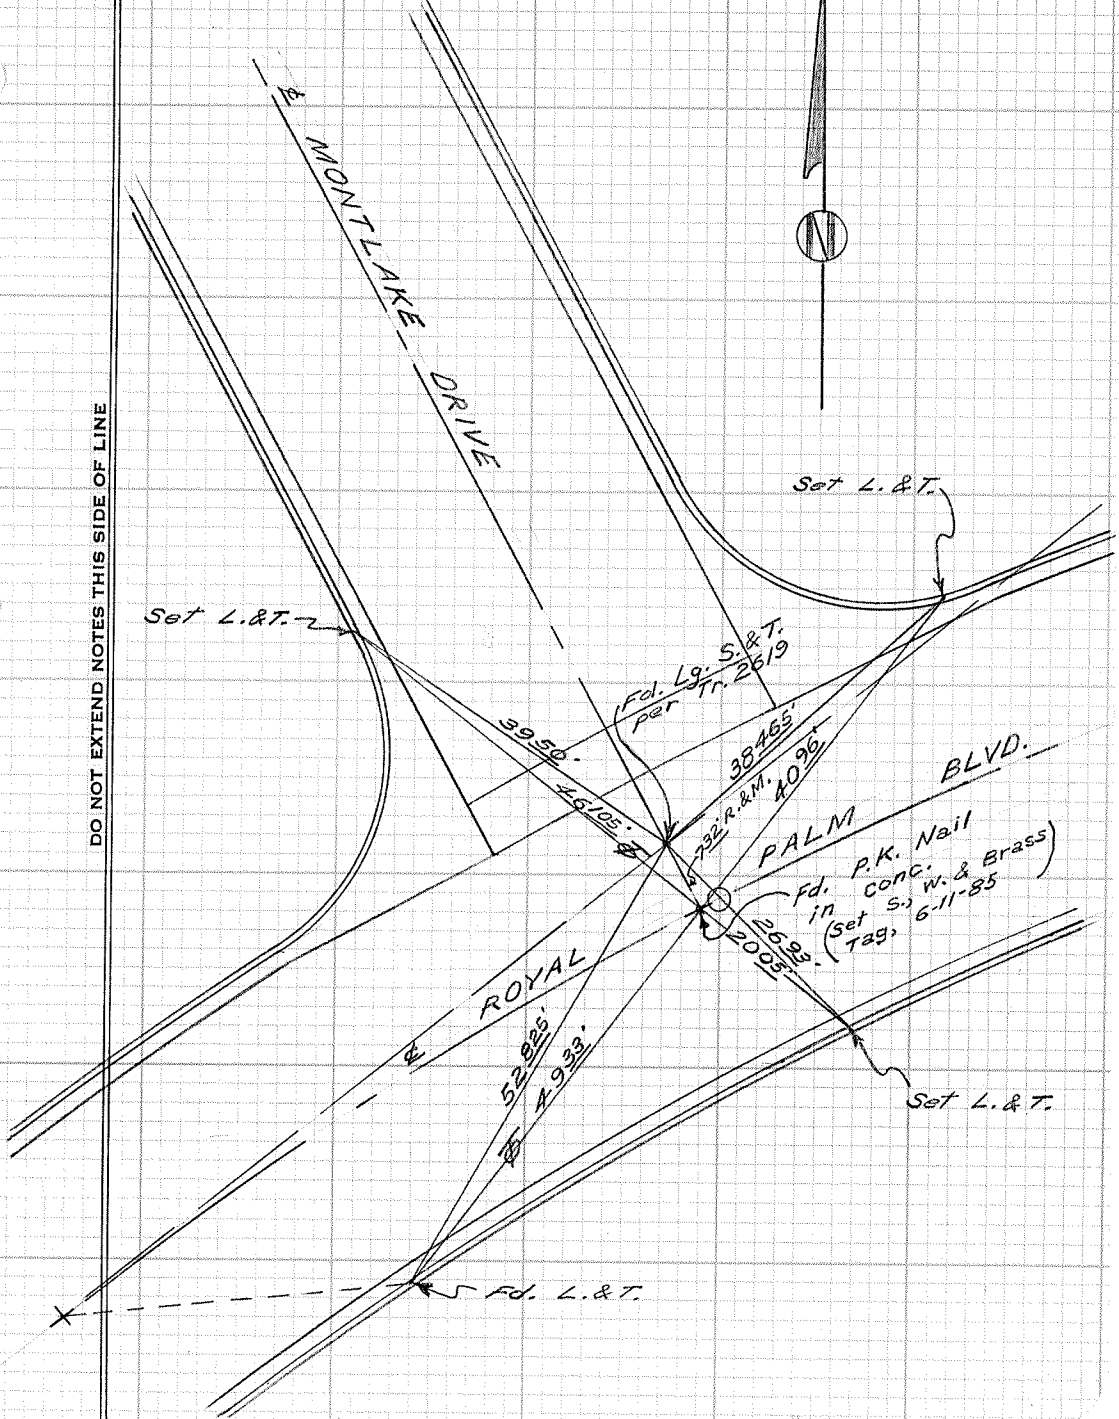 ℄ MONTLAKE DRIVE
N
DO NOT EXTEND NOTES THIS SIDE OF LINE
Set L. & T.
Set L.&T.
Fd. Lg. S. & T.
per Tr. 2619
39.50'
46.105'
38.465'
7.32' R.&M.
40.96'
℄ ROYAL PALM BLVD.
Fd. P.K. Nail
in conc.
(Set S., W. & Brass
Tag, 6-11-85)
26.93'
20.05'
52.825'
49.33'
Set L. & T.
Fd. L.&T.